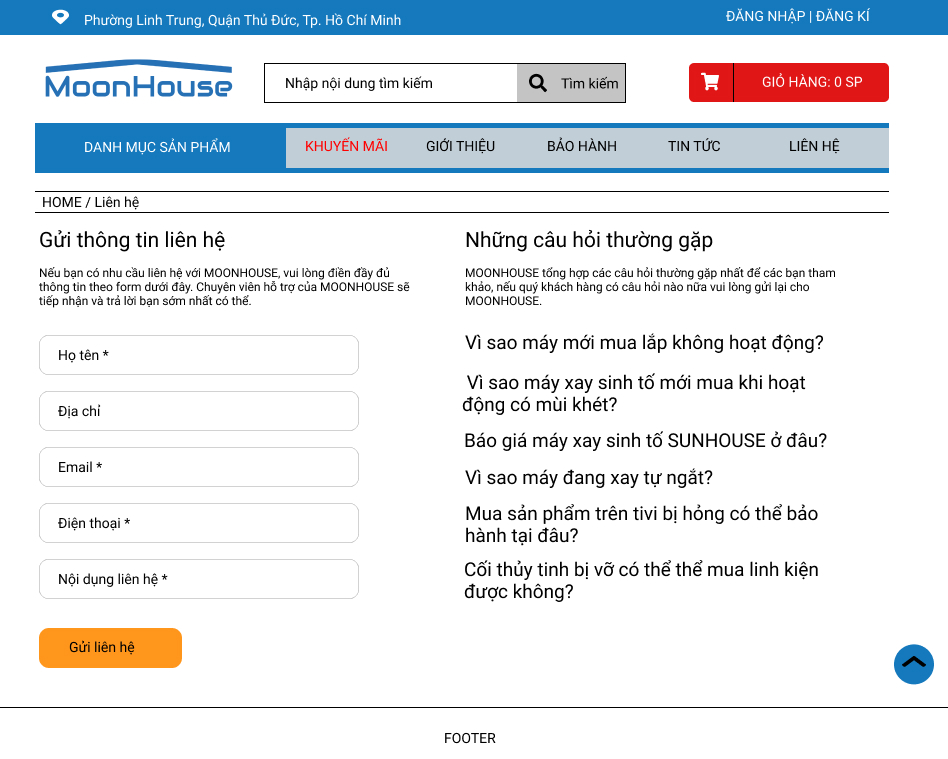 Phường Linh Trung, Quận Thủ Đức, Tp. Hồ Chí Minh
ĐĂNG NHẬP | ĐĂNG KÍ
MoonHouse
Nhập nội dung tìm kiếm
Tìm kiếm
GIỎ HÀNG: 0 SP
DANH MỤC SẢN PHẨM
KHUYẾN MÃI
GIỚI THIỆU
BẢO HÀNH
TIN TỨC
LIÊN HỆ
HOME / Liên hệ
Gửi thông tin liên hệ
Nếu bạn có nhu cầu liên hệ với MOONHOUSE, vui lòng điền đầy đủ
thông tin theo form dưới đây. Chuyên viên hỗ trợ của MOONHOUSE sẽ
tiếp nhận và trả lời bạn sớm nhất có thể.
Họ tên *
Địa chỉ
Email *
Điện thoại *
Nội dụng liên hệ *
Gửi liên hệ
Những câu hỏi thường gặp
MOONHOUSE tổng hợp các câu hỏi thường gặp nhất để các bạn tham
khảo, nếu quý khách hàng có câu hỏi nào nữa vui lòng gửi lại cho
MOONHOUSE.
Vì sao máy mới mua lắp không hoạt động?
Vì sao máy xay sinh tố mới mua khi hoạt
động có mùi khét?
Báo giá máy xay sinh tố SUNHOUSE ở đâu?
Vì sao máy đang xay tự ngắt?
Mua sản phẩm trên tivi bị hỏng có thể bảo
hành tại đâu?
Cối thủy tinh bị vỡ có thể thể mua linh kiện
được không?
FOOTER